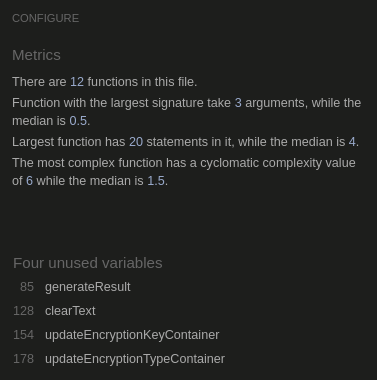 CONFIGURE
Metrics
There are 12 functions in this file.
Function with the largest signature take 3 arguments, while the
median is 0.5.
Largest function has 20 statements in it, while the median is 4.
The most complex function has a cyclomatic complexity value
of 6 while the median is 1.5.
Four unused variables
85 generateResult
128 clearText
154 updateEncryptionKeyContainer
178 updateEncryptionTypeContainer